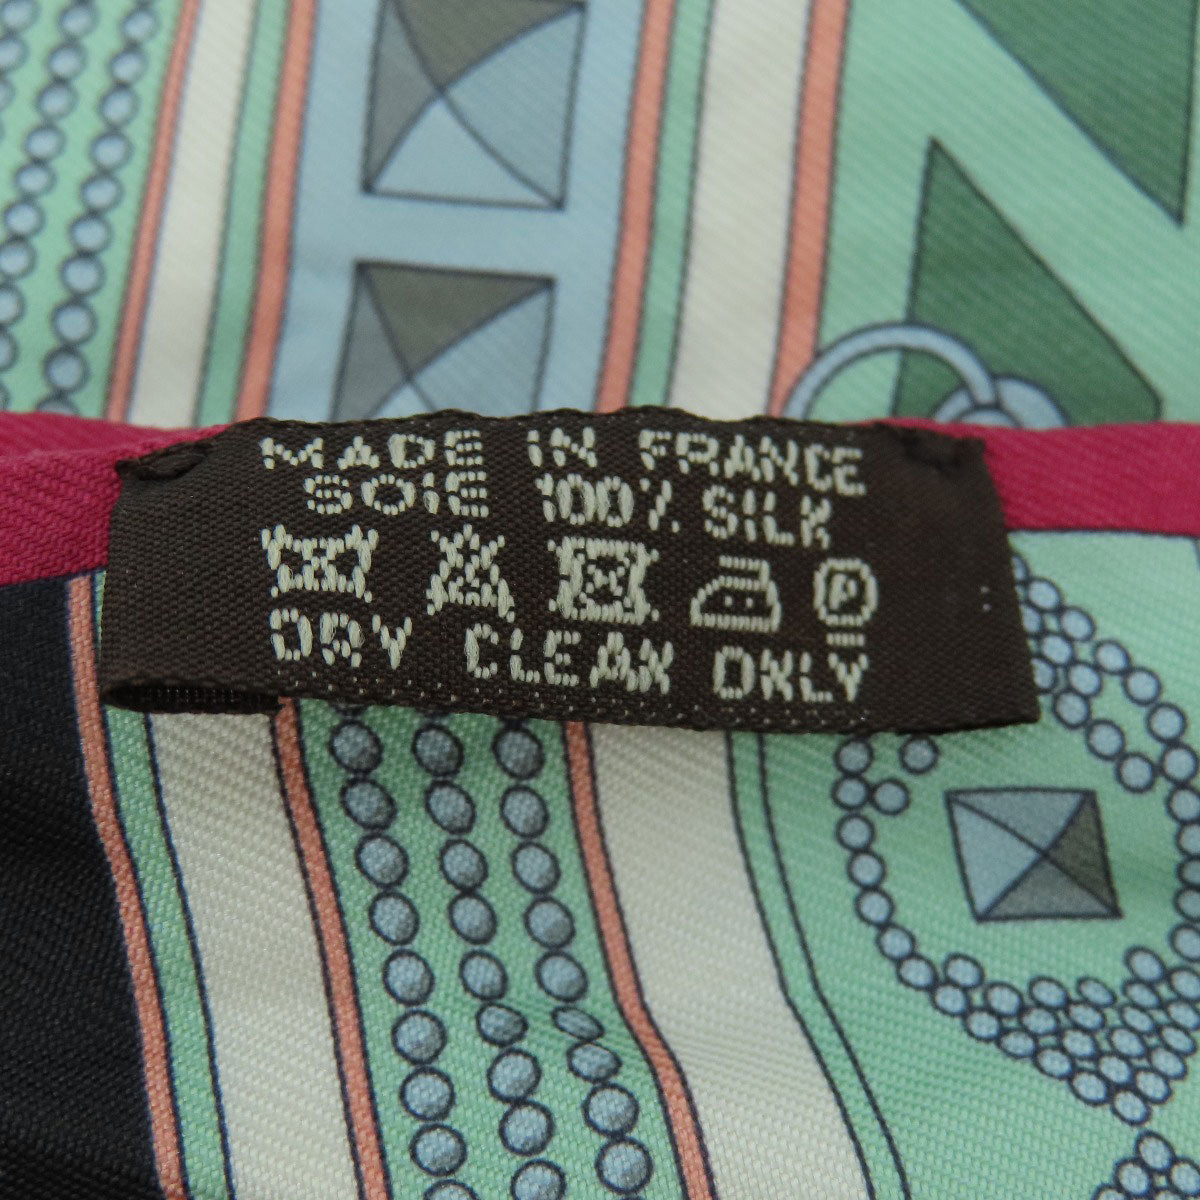 MADE IN FRANCE
SOIE 100% SILK
P
DRY CLEAN ONLY